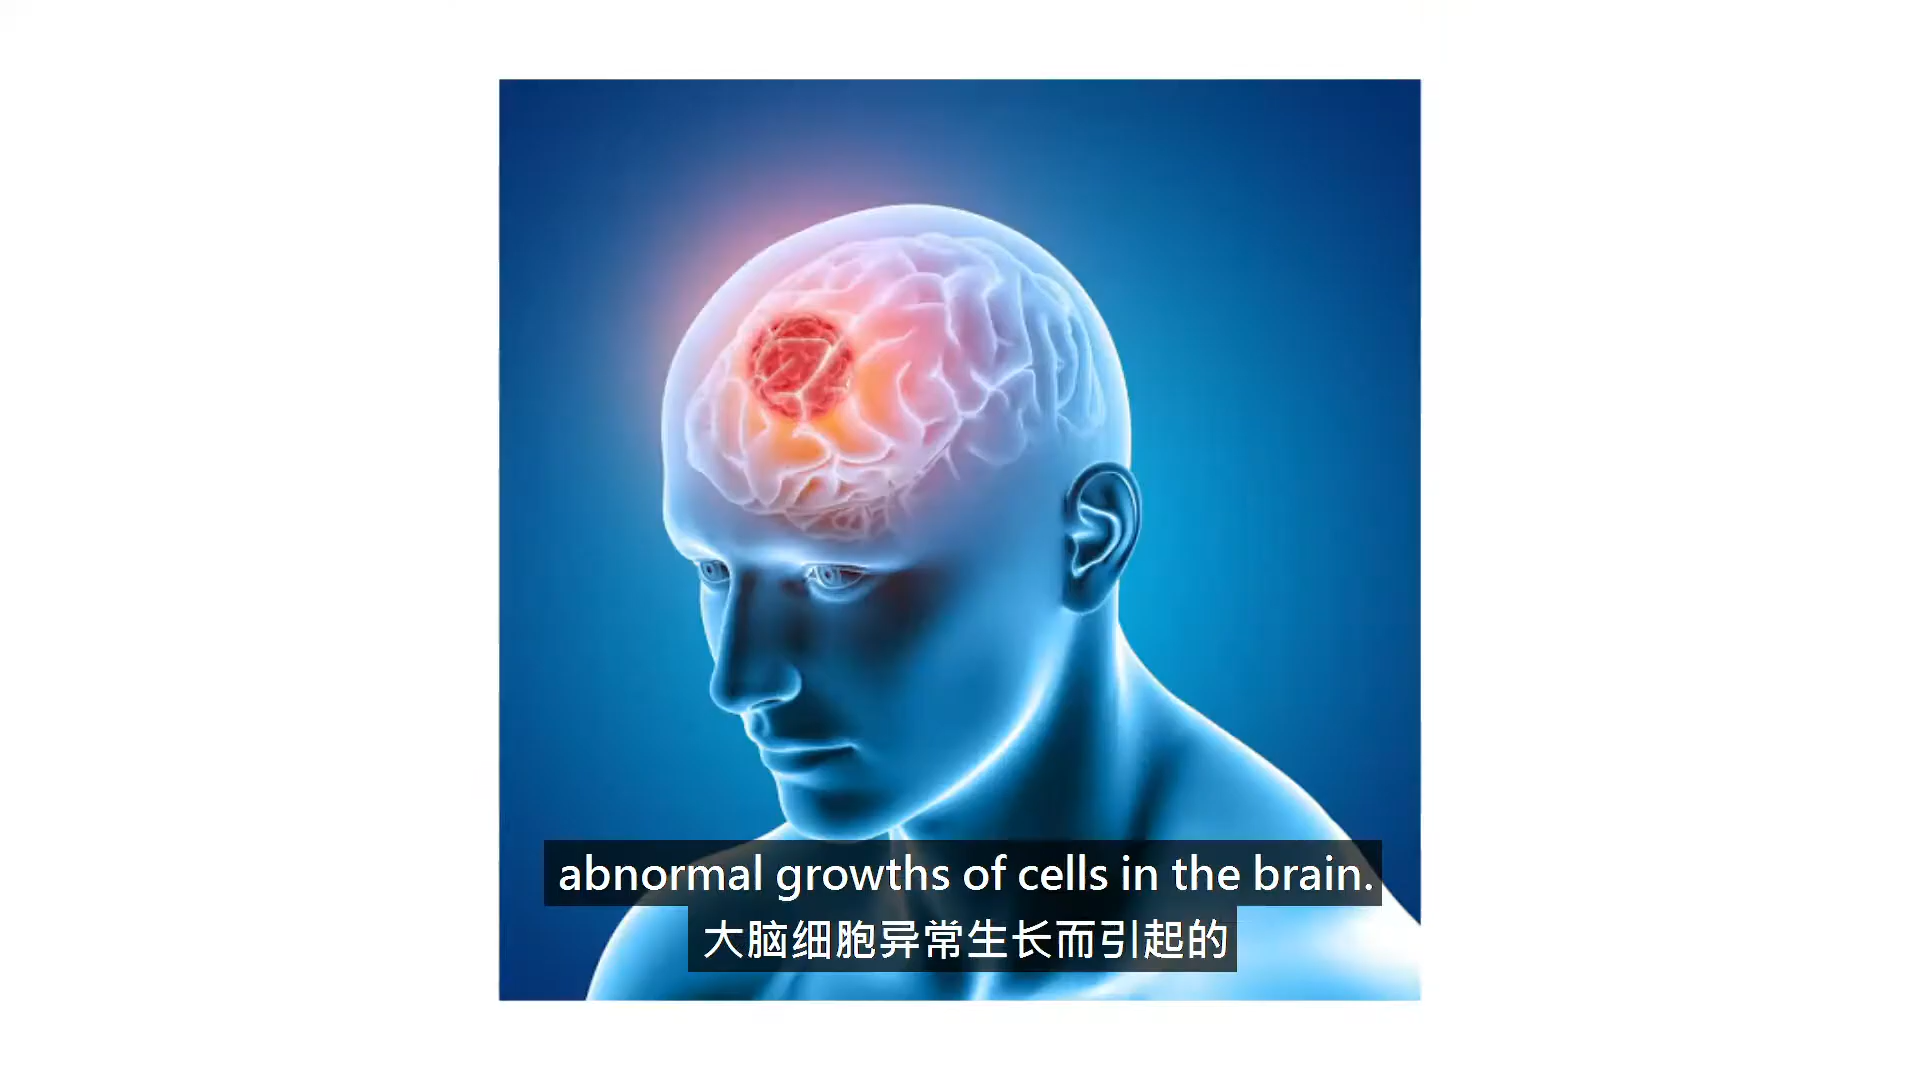 abnormal growths of cells in the brain.
大脑细胞异常生长而引起的